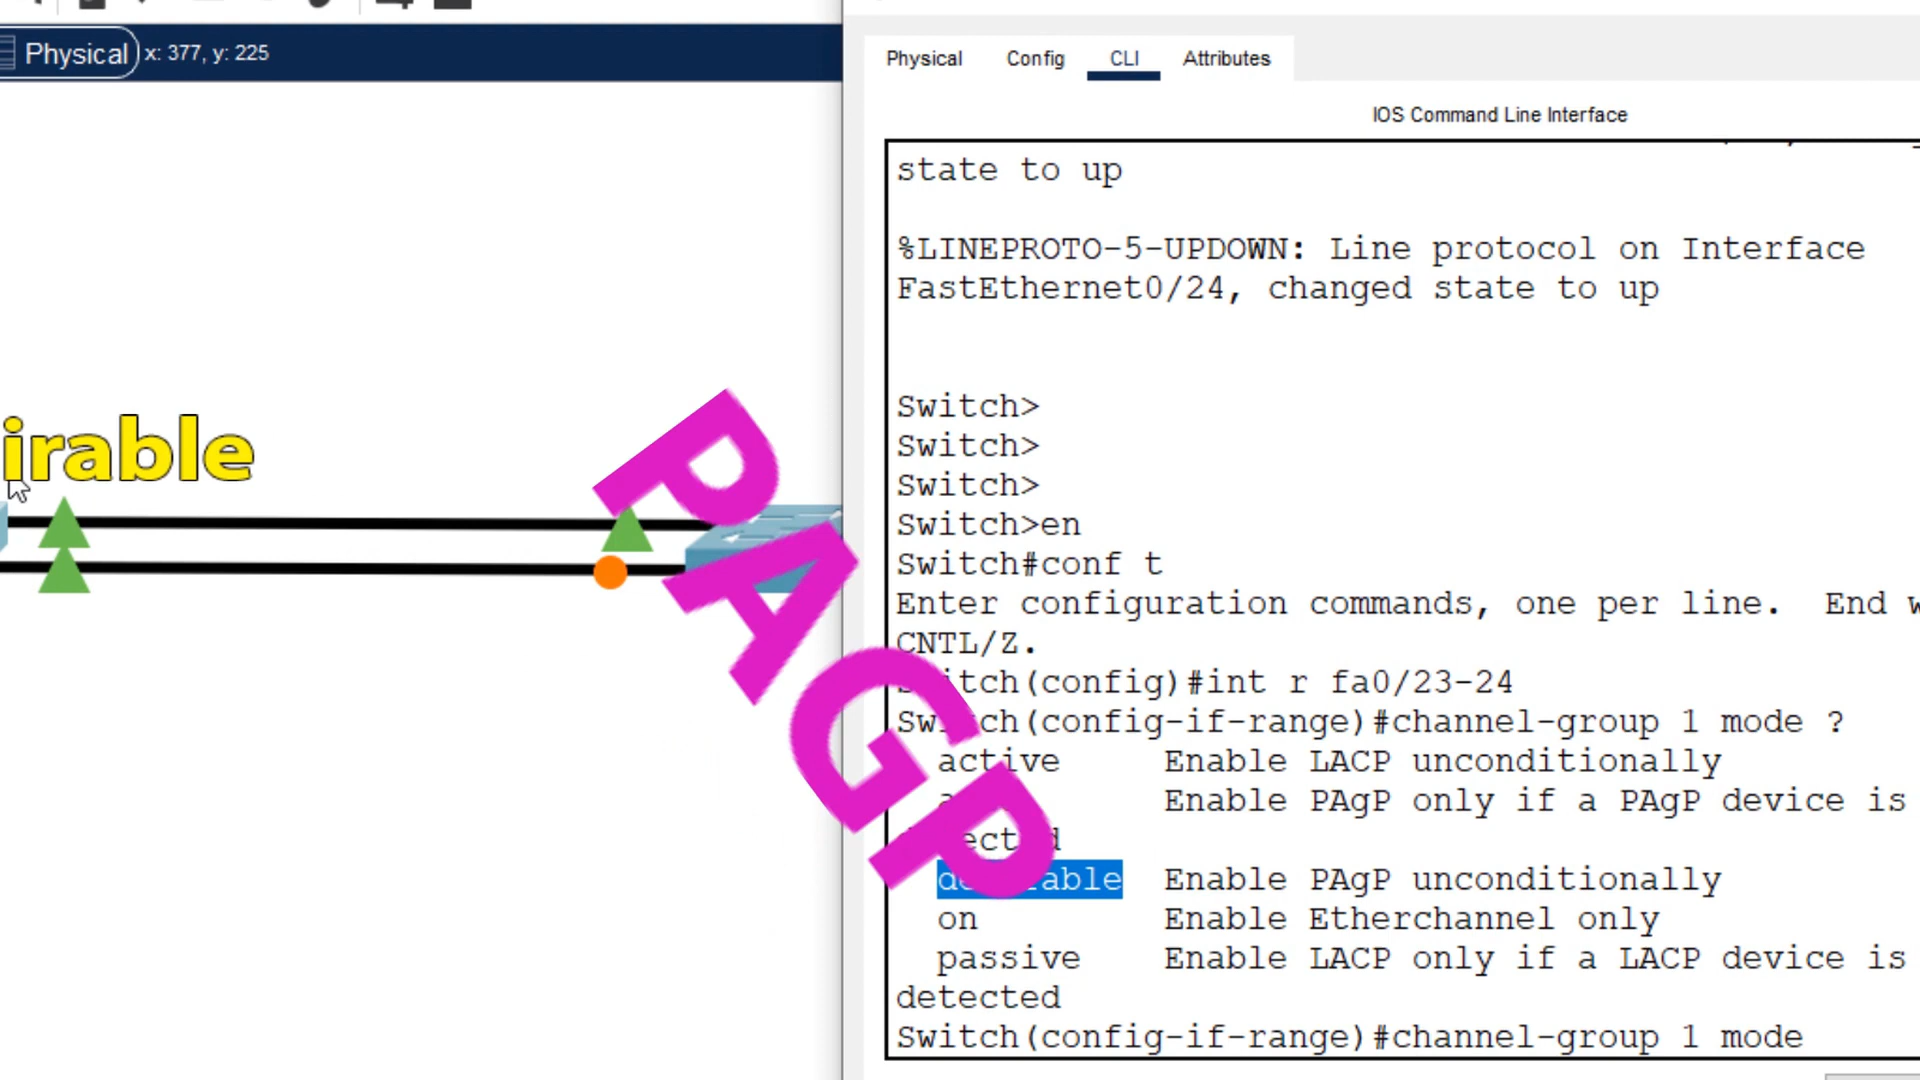 Physical x: 377, y: 225
irable
PAGP
Physical Config CLI Attributes
IOS Command Line Interface
state to up
%LINEPROTO-5-UPDOWN: Line protocol on Interface
FastEthernet0/24, changed state to up
Switch>
Switch>
Switch>
Switch>en
Switch#conf t
Enter configuration commands, one per line. End w
CNTL/Z.
Switch(config)#int r fa0/23-24
Switch(config-if-range)#channel-group 1 mode ?
active Enable LACP unconditionally
Enable PAgP only if a PAgP device is
detected
desirable Enable PAgP unconditionally
on Enable Etherchannel only
passive Enable LACP only if a LACP device is
detected
Switch(config-if-range)#channel-group 1 mode